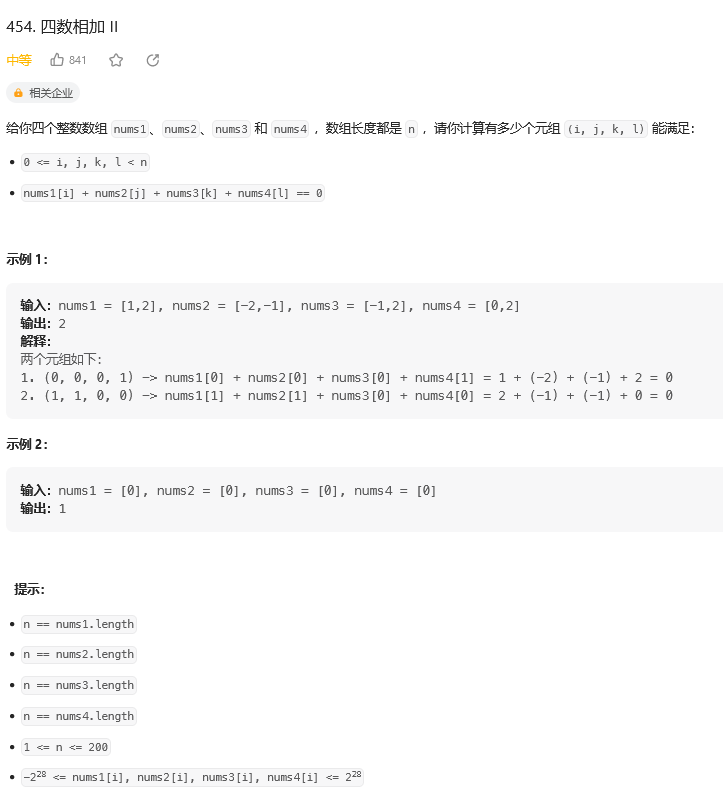 454. 四数相加 II
中等 841
相关企业
给你四个整数数组 nums1、nums2、nums3 和 nums4 ，数组长度都是 n ，请你计算有多少个元组 (i, j, k, l) 能满足：
• 0 <= i, j, k, l < n
• nums1[i] + nums2[j] + nums3[k] + nums4[l] == 0
示例 1：
输入：nums1 = [1,2], nums2 = [-2,-1], nums3 = [-1,2], nums4 = [0,2]
输出：2
解释：
两个元组如下：
1. (0, 0, 0, 1) -> nums1[0] + nums2[0] + nums3[0] + nums4[1] = 1 + (-2) + (-1) + 2 = 0
2. (1, 1, 0, 0) -> nums1[1] + nums2[1] + nums3[0] + nums4[0] = 2 + (-1) + (-1) + 0 = 0
示例 2：
输入：nums1 = [0], nums2 = [0], nums3 = [0], nums4 = [0]
输出：1
提示：
• n == nums1.length
• n == nums2.length
• n == nums3.length
• n == nums4.length
• 1 <= n <= 200
• -2²⁸ <= nums1[i], nums2[i], nums3[i], nums4[i] <= 2²⁸